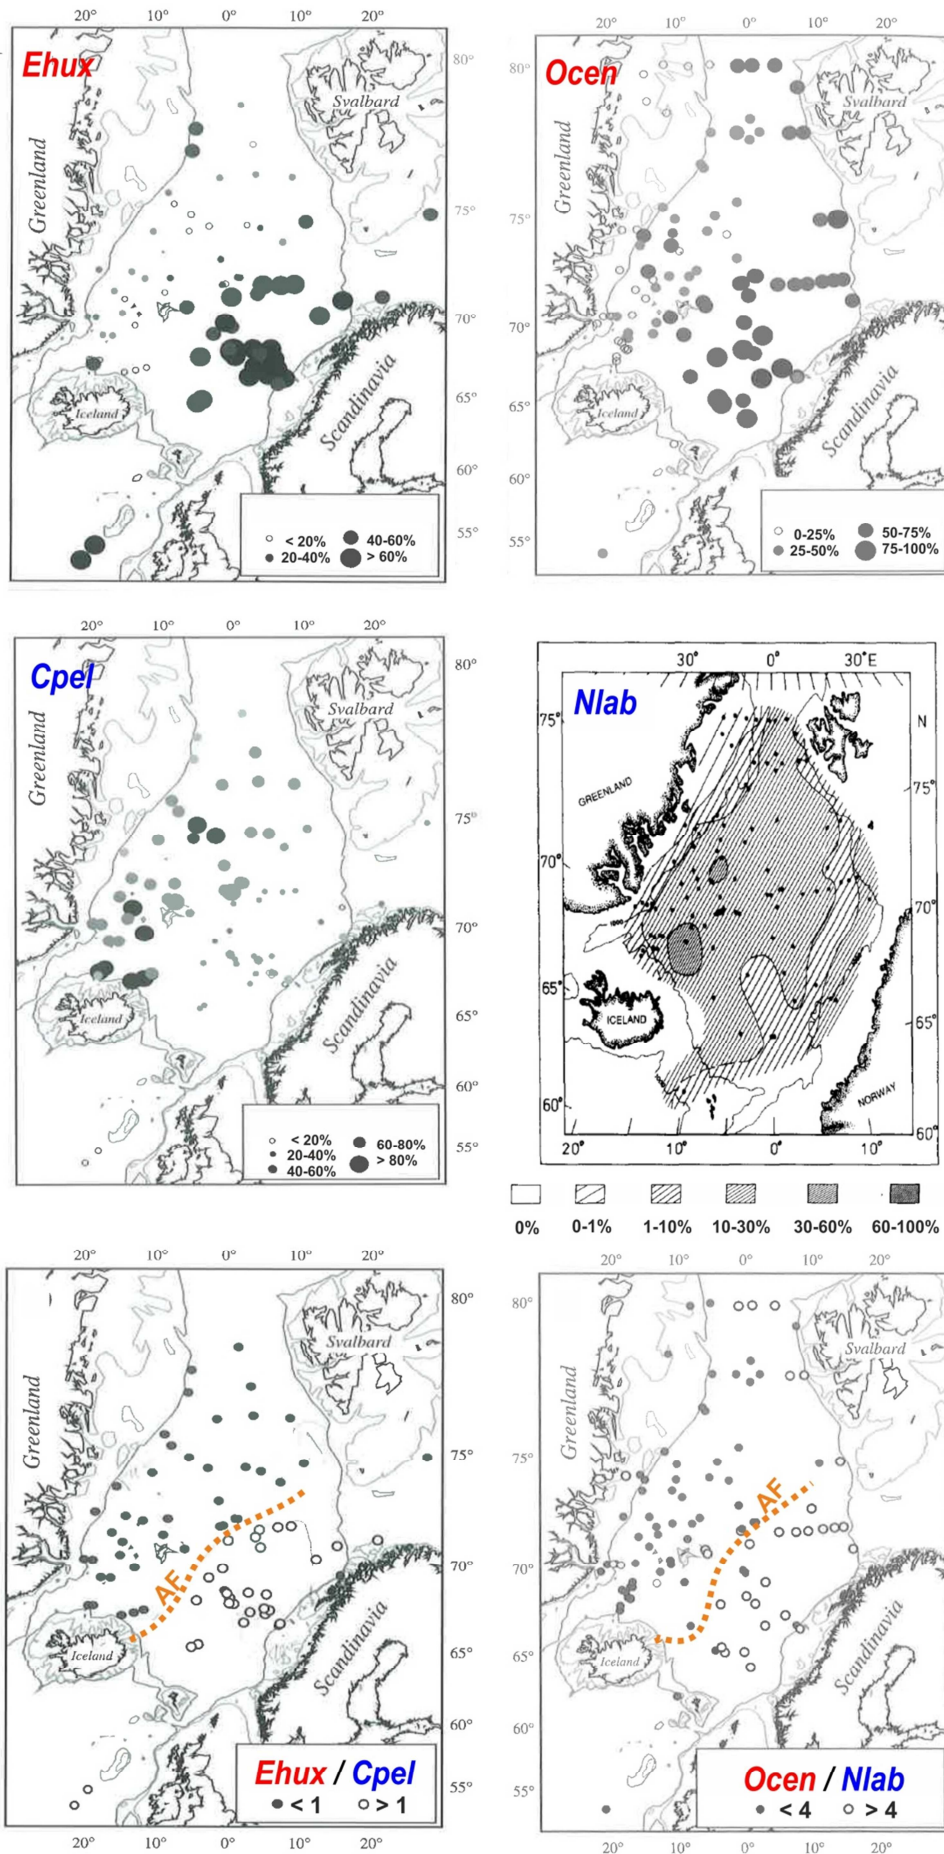 20° 10° 0° 10° 20°
Ehux
Greenland
Svalbard
Iceland
Scandinavia
80°
75°
70°
65°
60°
55°
< 20% 40-60%
20-40% > 60%
20° 10° 0° 10° 20°
Ocen
Greenland
Svalbard
Iceland
Scandinavia
80°
75°
70°
65°
60°
55°
0-25% 50-75%
25-50% 75-100%
20° 10° 0° 10° 20°
Cpel
Greenland
Svalbard
Iceland
Scandinavia
80°
75°
70°
65°
60°
55°
< 20% 60-80%
20-40% > 80%
40-60%
30° 0° 30°E
Nlab
75° N
GREENLAND
75°
70°
70°
65°
ICELAND
65°
60°
NORWAY
60°
20° 10° 0° 10°
0% 0-1% 1-10% 10-30% 30-60% 60-100%
20° 10° 0° 10° 20°
Greenland
Svalbard
AF
Iceland
Scandinavia
80°
75°
70°
65°
60°
55°
Ehux / Cpel
< 1 > 1
20° 10° 0° 10° 20°
20° 10° 0° 10° 20°
Greenland
Svalbard
AF
Iceland
Scandinavia
80°
75°
70°
65°
60°
55°
Ocen / Nlab
< 4 > 4
20° 10° 0° 10° 20°